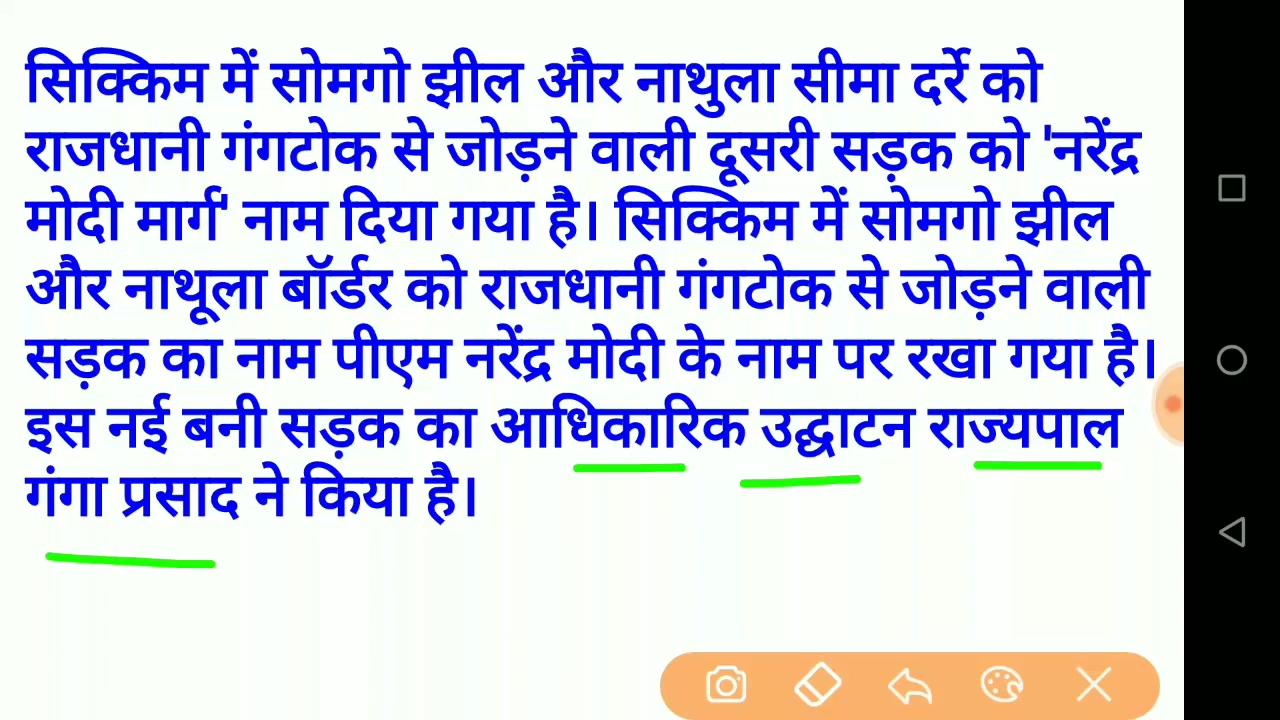 सिक्किम में सोमगो झील और नाथुला सीमा दर्रे को
राजधानी गंगटोक से जोड़ने वाली दूसरी सड़क को 'नरेंद्र
मोदी मार्ग' नाम दिया गया है। सिक्किम में सोमगो झील
और नाथूला बॉर्डर को राजधानी गंगटोक से जोड़ने वाली
सड़क का नाम पीएम नरेंद्र मोदी के नाम पर रखा गया है।
इस नई बनी सड़क का आधिकारिक उद्घाटन राज्यपाल
गंगा प्रसाद ने किया है।